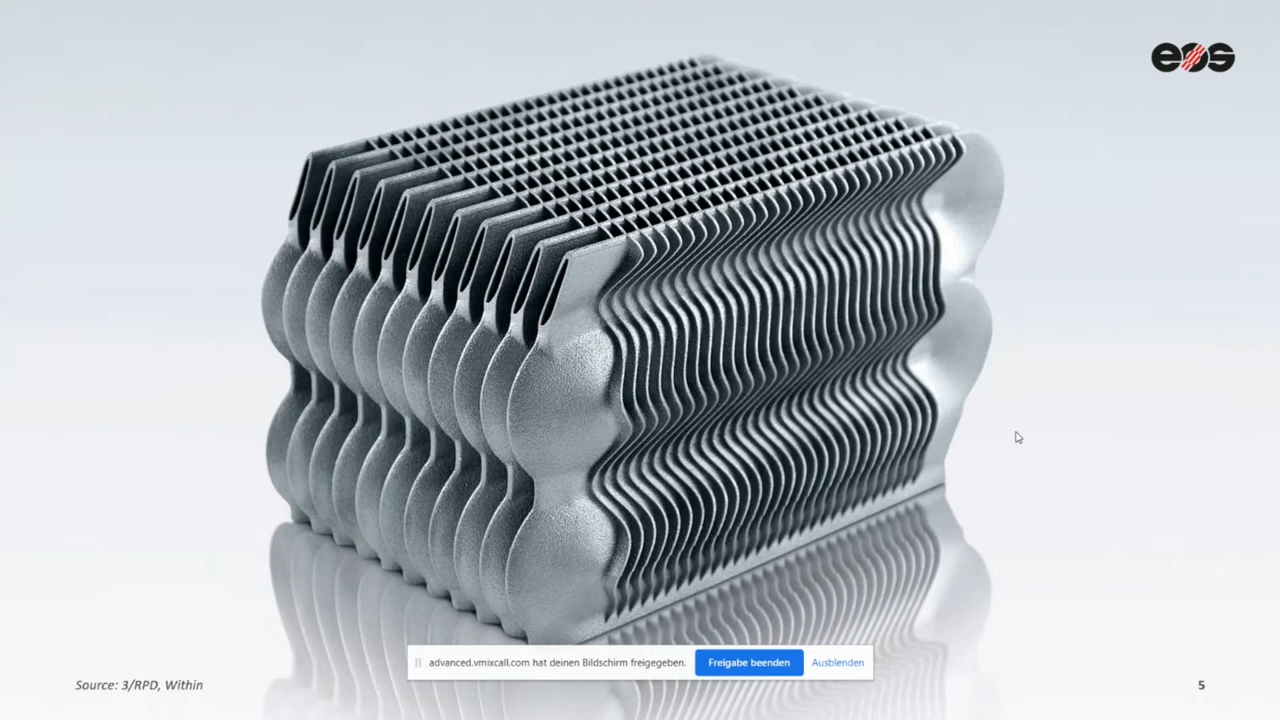 eos
advanced.vmixcall.com hat deinen Bildschirm freigegeben.
Freigabe beenden
Ausblenden
Source: 3/RPD, Within
5